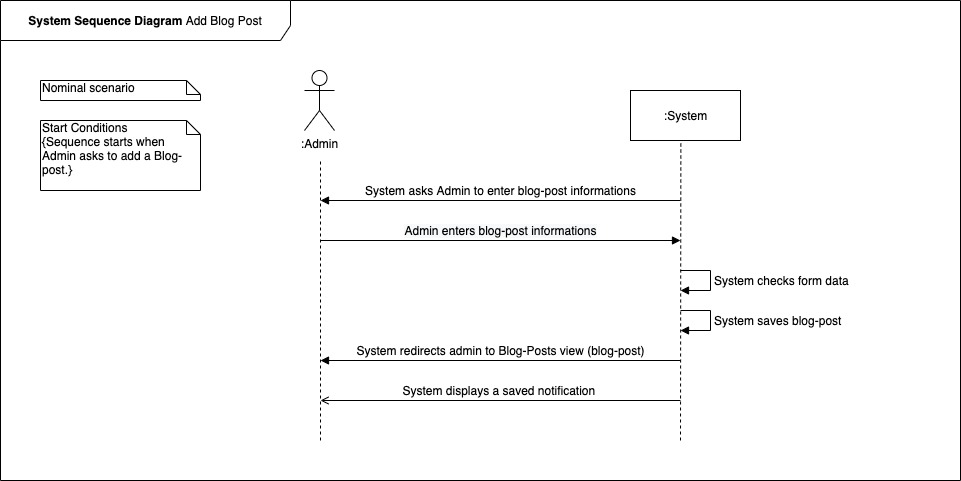 System Sequence Diagram Add Blog Post
Nominal scenario
Start Conditions
{Sequence starts when
Admin asks to add a Blog-
post.}
:Admin
:System
System asks Admin to enter blog-post informations
Admin enters blog-post informations
System checks form data
System saves blog-post
System redirects admin to Blog-Posts view (blog-post)
System displays a saved notification